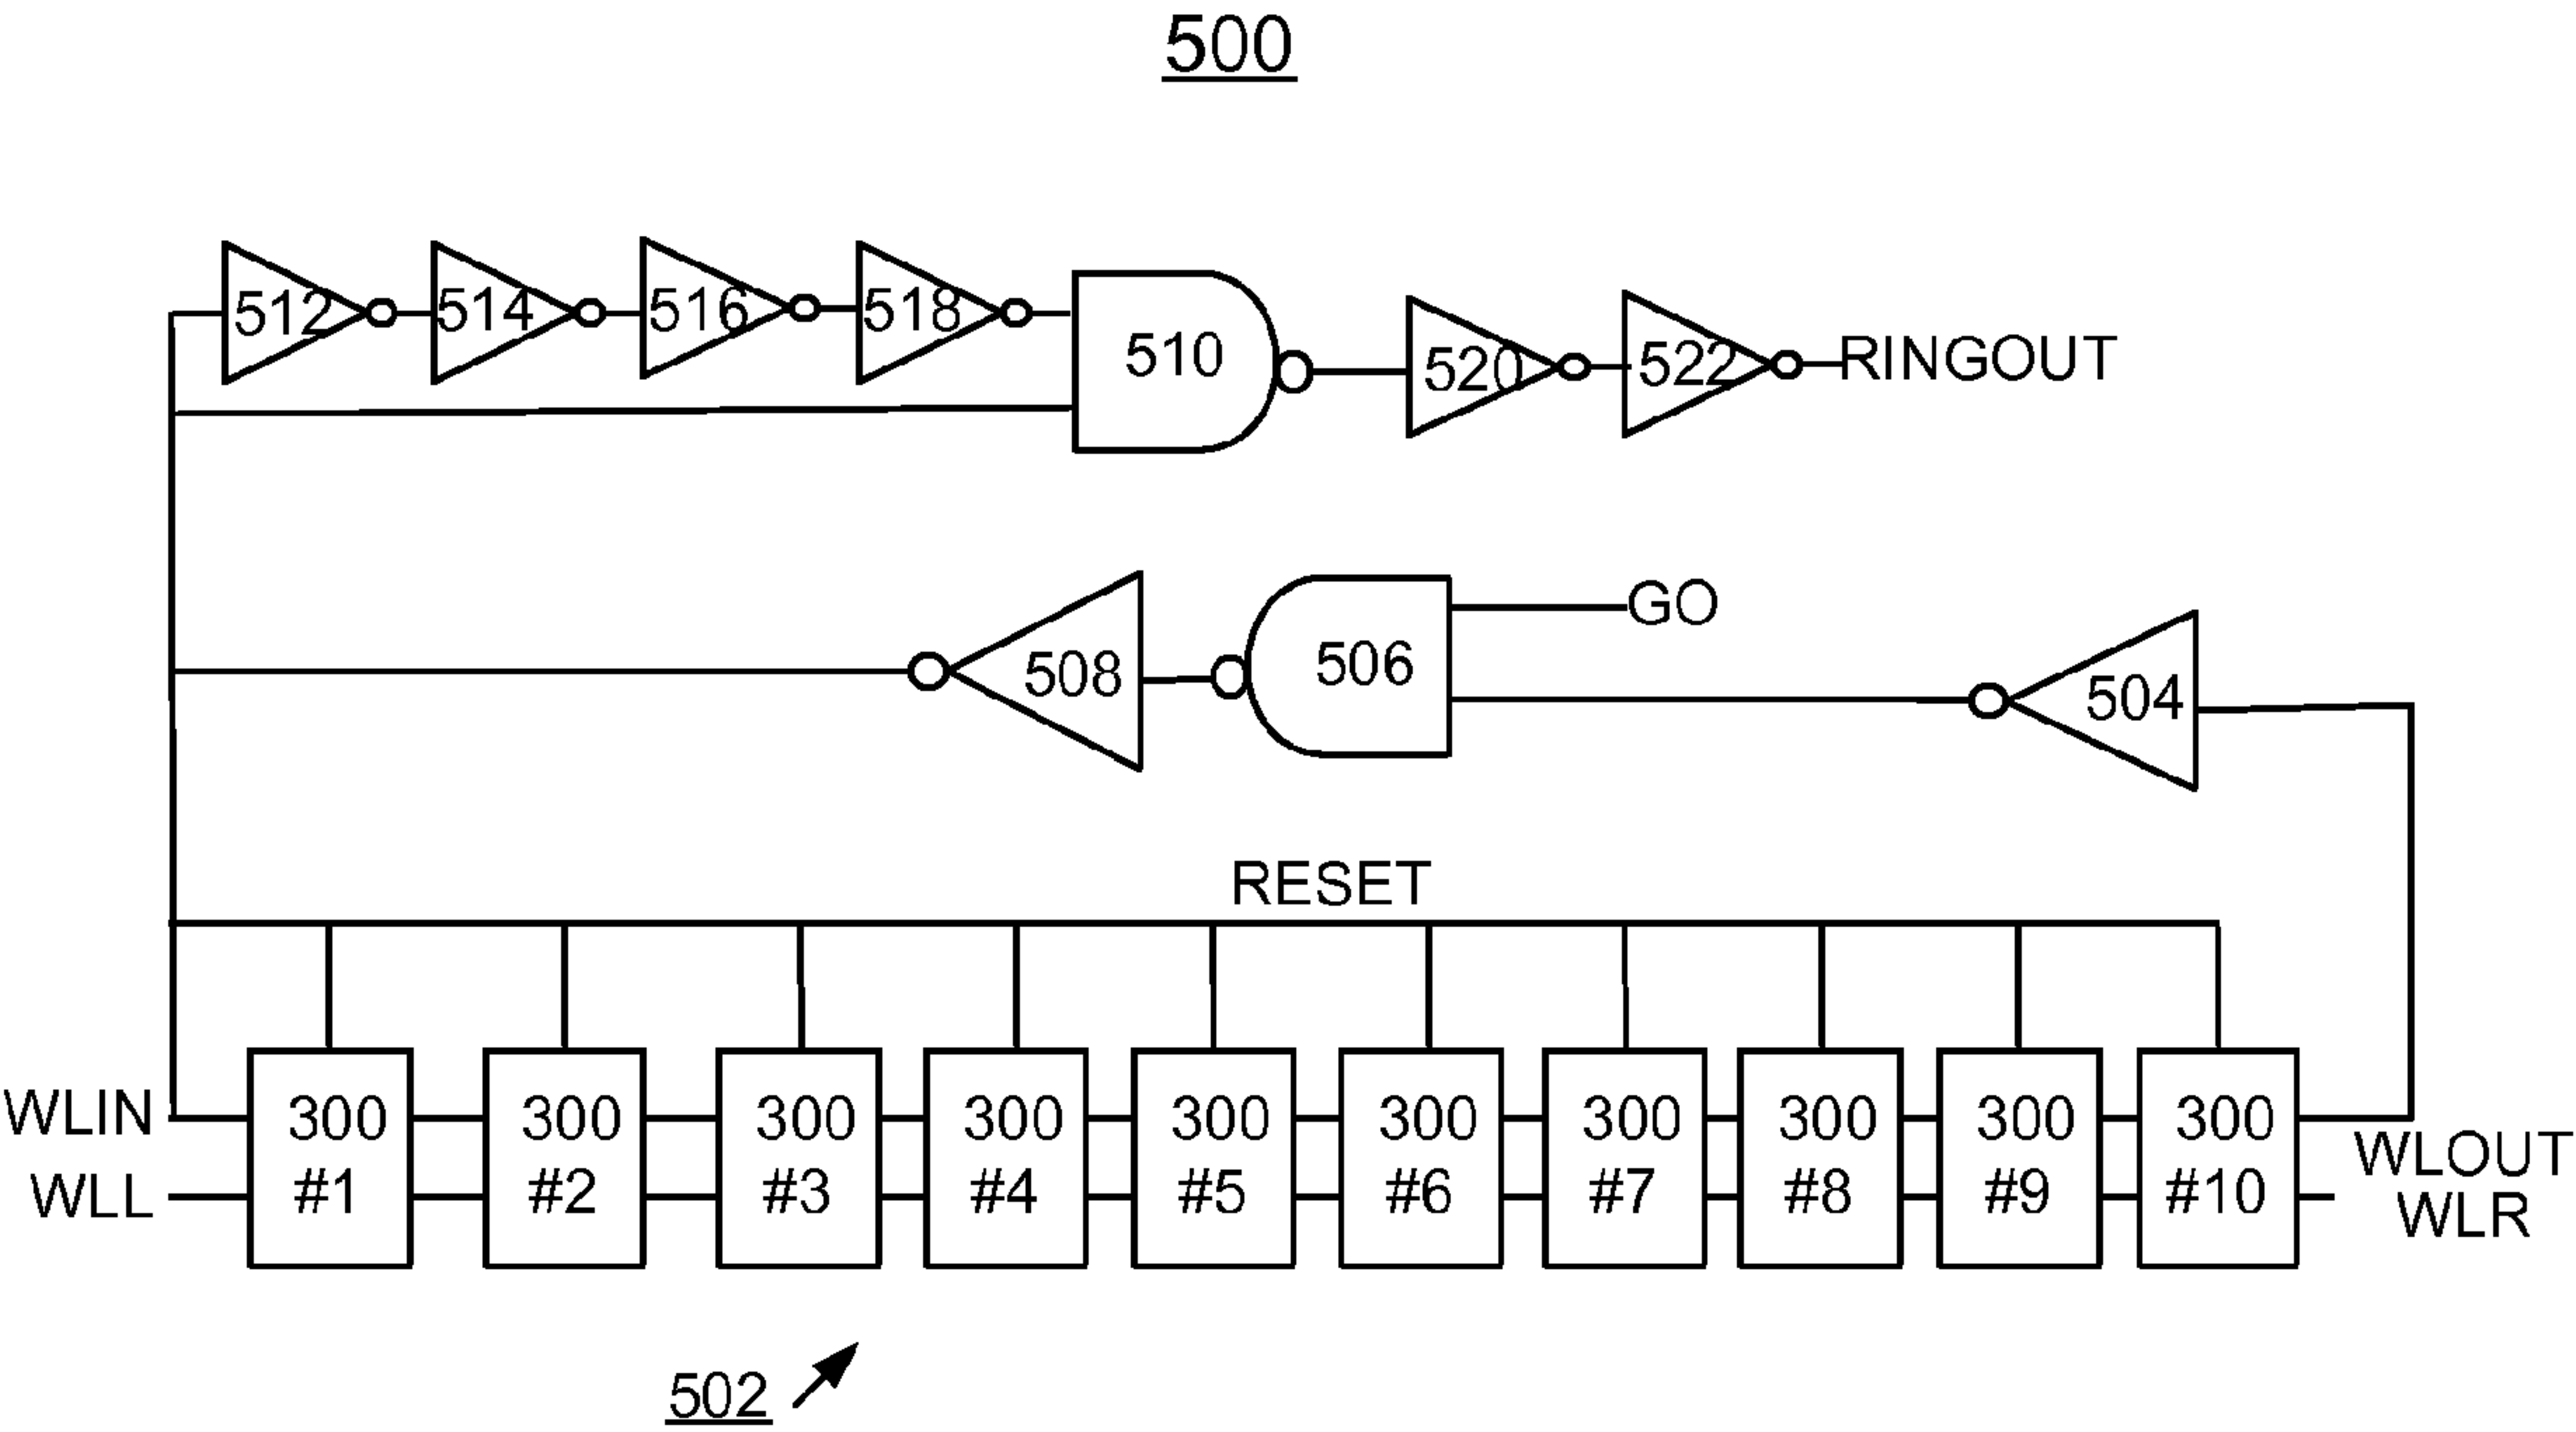 500
512 514 516 518 510 520 522 RINGOUT
GO
508 506 504
RESET
WLIN 300 300 300 300 300 300 300 300 300 300 WLOUT
WLL #1 #2 #3 #4 #5 #6 #7 #8 #9 #10 WLR
502